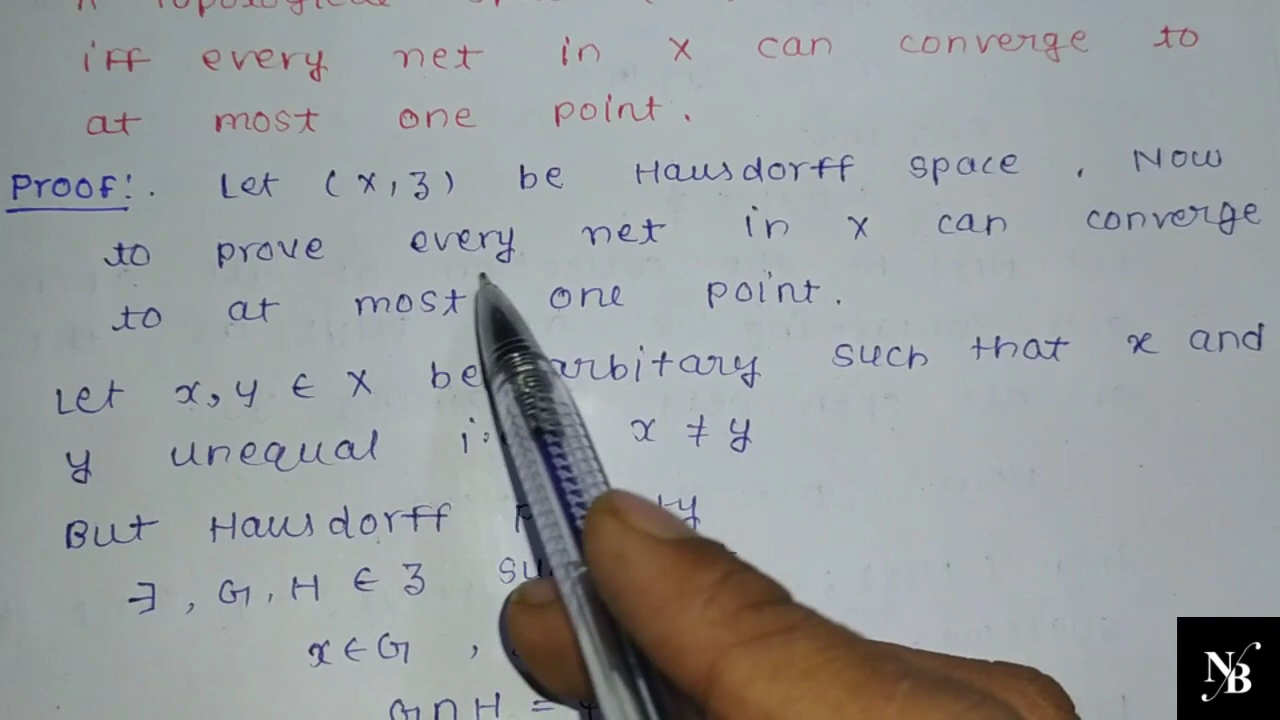 iff every net in X can converge to
at most one point.
Proof:. Let (X, ℨ) be Hausdorff space. Now
to prove every net in X can converge
to at most one point.
Let x, y ∈ X be arbitary such that x and
y unequal x ≠ y
But Hausdorff
∃, G, H ∈ ℨ
x ∈ G ,
G ∩ H =
NB